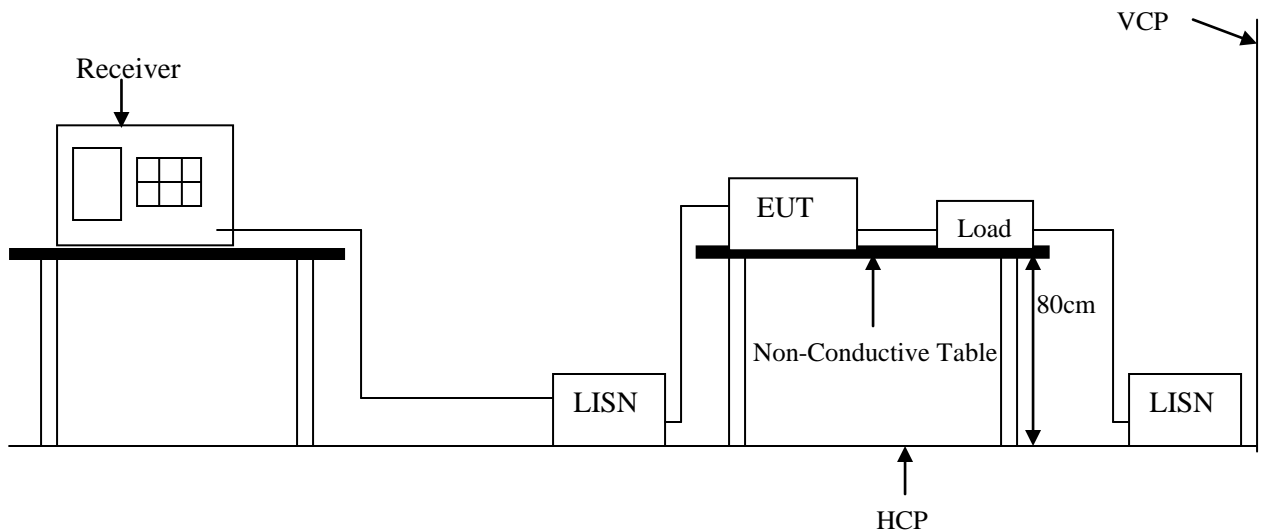 VCP
Receiver
EUT
Load
80cm
Non-Conductive Table
LISN
LISN
HCP